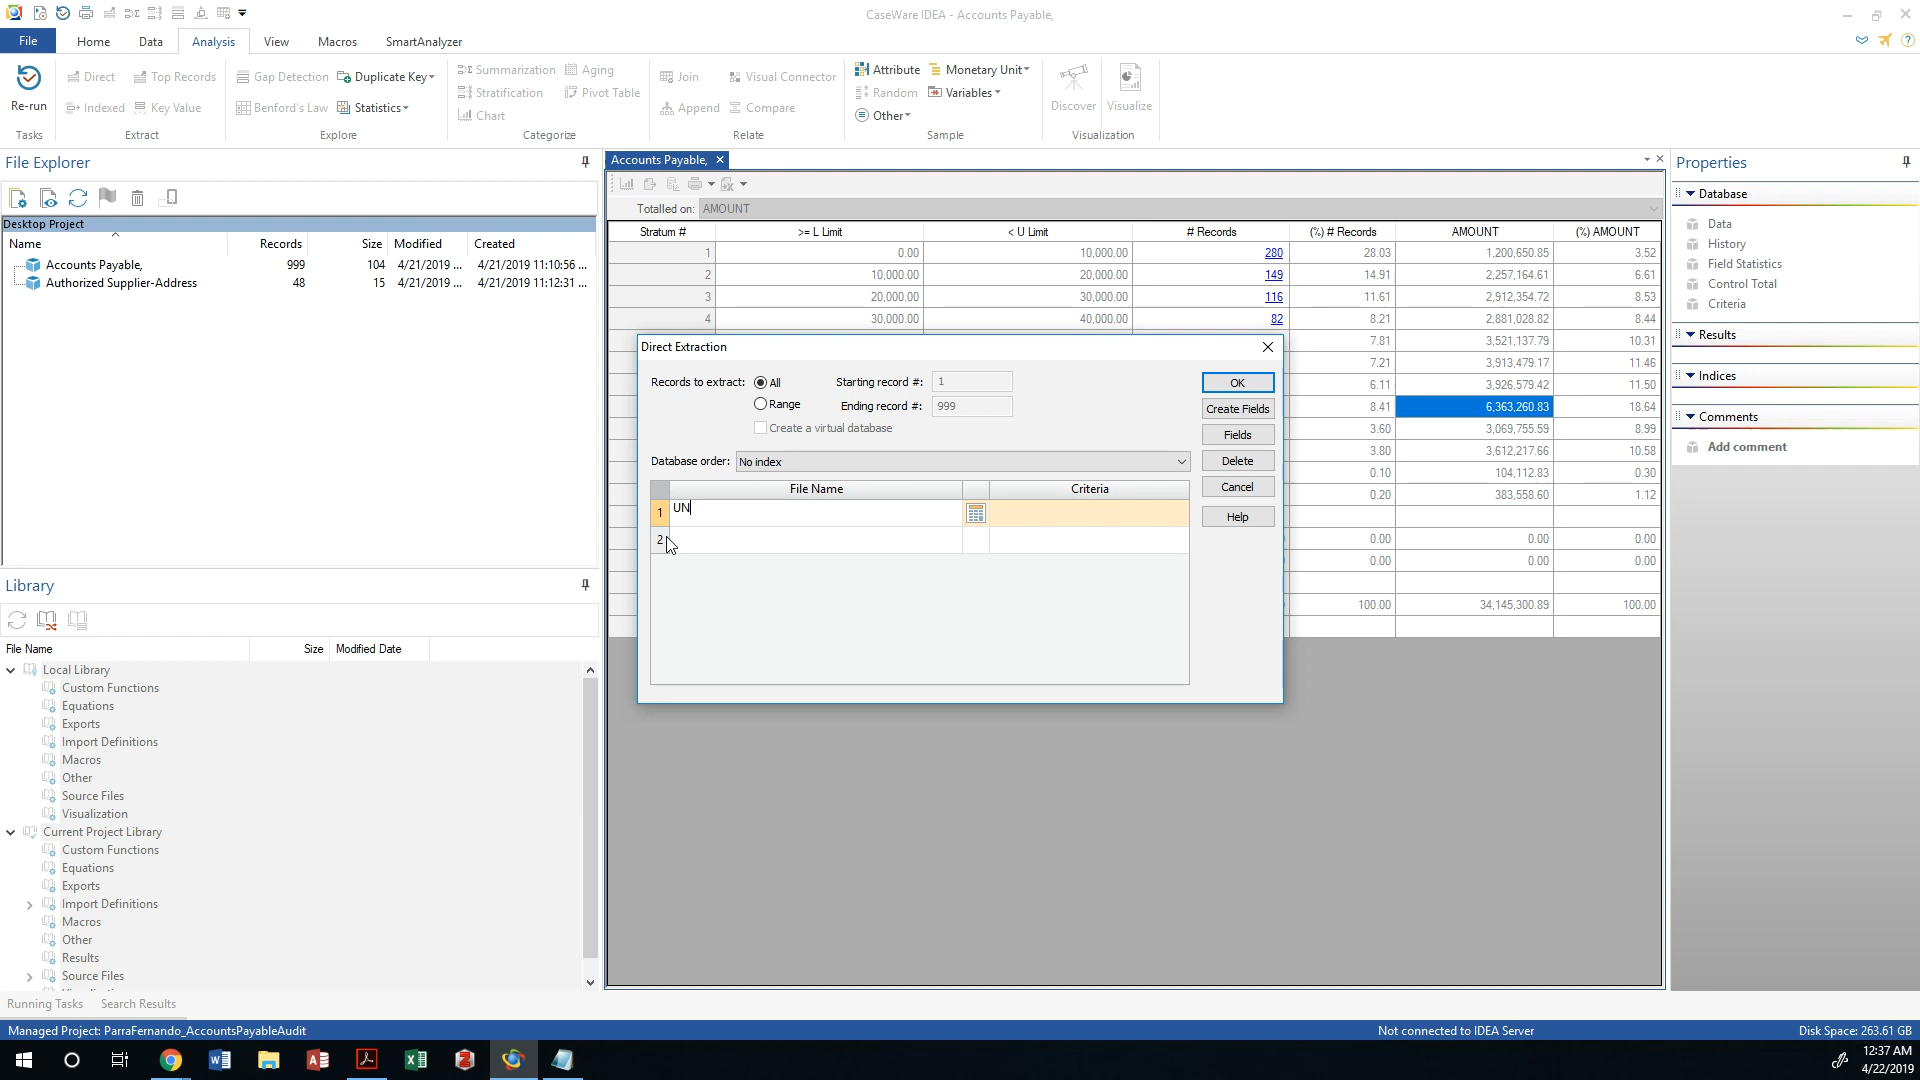 CaseWare IDEA - Accounts Payable,
File Home Data Analysis View Macros SmartAnalyzer
Re-run
Tasks
Direct Top Records
Indexed Key Value
Extract
Gap Detection Duplicate Key
Benford's Law Statistics
Explore
Summarization Aging
Stratification Pivot Table
Chart
Categorize
Join Visual Connector
Append Compare
Relate
Attribute Monetary Unit
Random Variables
Other
Sample
Discover Visualize
Visualization
File Explorer
Desktop Project
Name Records Size Modified Created
Accounts Payable, 999 104 4/21/2019 ... 4/21/2019 11:10:56 ...
Authorized Supplier-Address 48 15 4/21/2019 ... 4/21/2019 11:12:31 ...
Library
File Name Size Modified Date
Local Library
Custom Functions
Equations
Exports
Import Definitions
Macros
Other
Source Files
Visualization
Current Project Library
Custom Functions
Equations
Exports
Import Definitions
Macros
Other
Results
Source Files
Running Tasks Search Results
Accounts Payable,
Totalled on: AMOUNT
Stratum # >= L Limit < U Limit # Records (%) # Records AMOUNT (%) AMOUNT
1 0.00 10,000.00 280 28.03 1,200,650.85 3.52
2 10,000.00 20,000.00 149 14.91 2,257,164.61 6.61
3 20,000.00 30,000.00 116 11.61 2,912,354.72 8.53
4 30,000.00 40,000.00 82 8.21 2,881,028.82 8.44
7.81 3,521,137.79 10.31
7.21 3,913,479.17 11.46
6.11 3,926,579.42 11.50
8.41 6,363,260.83 18.64
3.60 3,069,755.59 8.99
3.80 3,612,217.66 10.58
0.10 104,112.83 0.30
0.20 383,558.60 1.12
0.00 0.00 0.00
0.00 0.00 0.00
100.00 34,145,300.89 100.00
Direct Extraction
Records to extract: All Starting record #: 1
Range Ending record #: 999
Create a virtual database
Database order: No index
File Name Criteria
1 UN
2
OK
Create Fields
Fields
Delete
Cancel
Help
Properties
Database
Data
History
Field Statistics
Control Total
Criteria
Results
Indices
Comments
Add comment
Managed Project: ParraFernando_AccountsPayableAudit Not connected to IDEA Server Disk Space: 263.61 GB
12:37 AM
4/22/2019